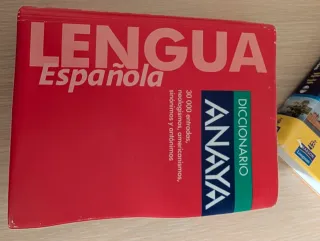 LENGUA
Española
DICCIONARIO
ANAYA
30 000 entradas,
neologismos, americanismos,
sinónimos y antónimos